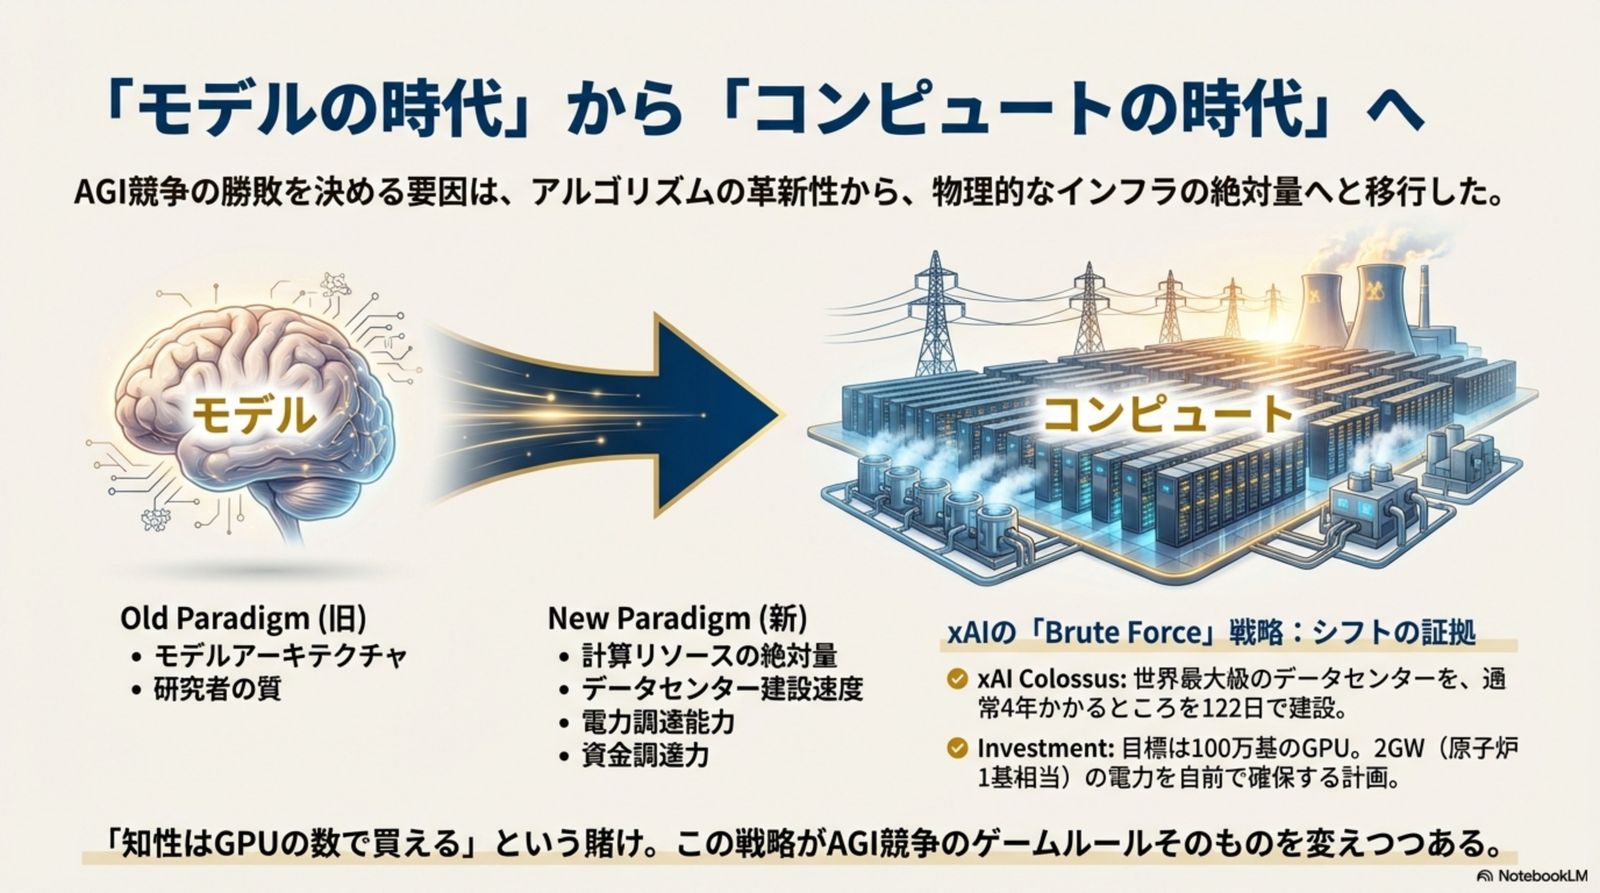 「モデルの時代」から「コンピュートの時代」へ
AGI競争の勝敗を決める要因は、アルゴリズムの革新性から、物理的なインフラの絶対量へと移行した。
モデル
コンピュート
Old Paradigm (旧)
• モデルアーキテクチャ
• 研究者の質
New Paradigm (新)
• 計算リソースの絶対量
• データセンター建設速度
• 電力調達能力
• 資金調達力
xAIの「Brute Force」戦略：シフトの証拠
xAI Colossus: 世界最大級のデータセンターを、通
常4年かかるところを122日で建設。
Investment: 目標は100万基のGPU。2GW（原子炉
1基相当）の電力を自前で確保する計画。
「知性はGPUの数で買える」という賭け。この戦略がAGI競争のゲームルールそのものを変えつつある。
NotebookLM